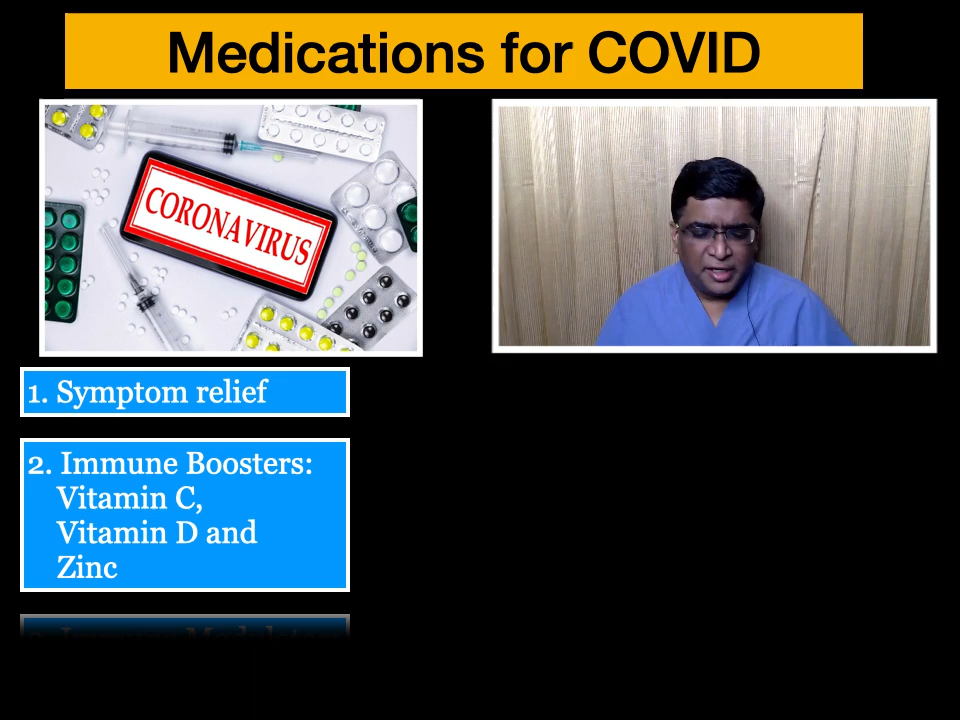 Medications for COVID
CORONAVIRUS
1. Symptom relief
2. Immune Boosters:
Vitamin C,
Vitamin D and
Zinc